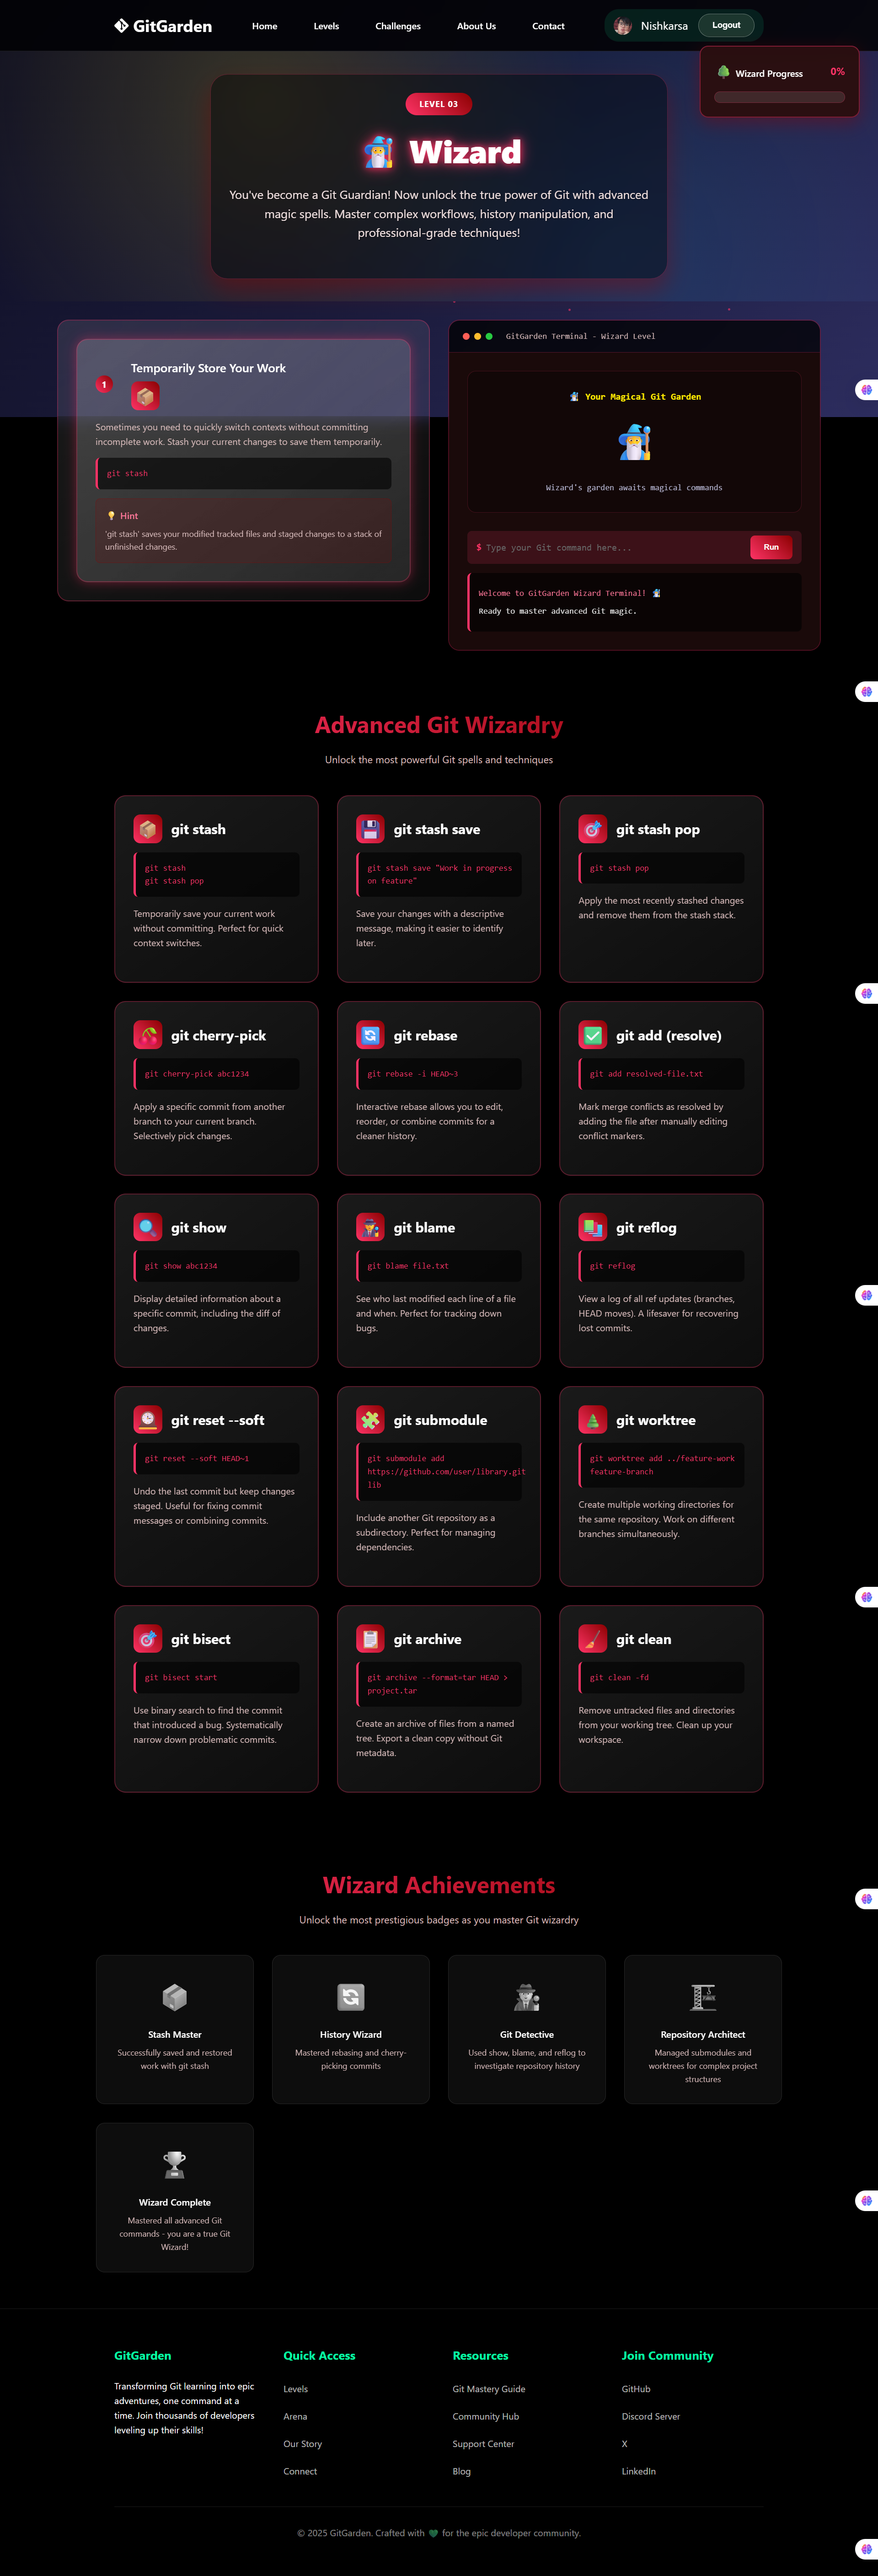 GitGarden
Home
Levels
Challenges
About Us
Contact
Nishkarsa
Logout
Wizard Progress
0%
LEVEL 03
Wizard
You've become a Git Guardian! Now unlock the true power of Git with advanced
magic spells. Master complex workflows, history manipulation, and
professional-grade techniques!
1
Temporarily Store Your Work
Sometimes you need to quickly switch contexts without committing
incomplete work. Stash your current changes to save them temporarily.
git stash
Hint
'git stash' saves your modified tracked files and staged changes to a stack of
unfinished changes.
GitGarden Terminal - Wizard Level
Your Magical Git Garden
Wizard's garden awaits magical commands
$ Type your Git command here...
Run
Welcome to GitGarden Wizard Terminal!
Ready to master advanced Git magic.
Advanced Git Wizardry
Unlock the most powerful Git spells and techniques
git stash
git stash
git stash pop
Temporarily save your current work
without committing. Perfect for quick
context switches.
git stash save
git stash save "Work in progress
on feature"
Save your changes with a descriptive
message, making it easier to identify
later.
git stash pop
git stash pop
Apply the most recently stashed changes
and remove them from the stash stack.
git cherry-pick
git cherry-pick abc1234
Apply a specific commit from another
branch to your current branch.
Selectively pick changes.
git rebase
git rebase -i HEAD~3
Interactive rebase allows you to edit,
reorder, or combine commits for a
cleaner history.
git add (resolve)
git add resolved-file.txt
Mark merge conflicts as resolved by
adding the file after manually editing
conflict markers.
git show
git show abc1234
Display detailed information about a
specific commit, including the diff of
changes.
git blame
git blame file.txt
See who last modified each line of a file
and when. Perfect for tracking down
bugs.
git reflog
git reflog
View a log of all ref updates (branches,
HEAD moves). A lifesaver for recovering
lost commits.
git reset --soft
git reset --soft HEAD~1
Undo the last commit but keep changes
staged. Useful for fixing commit
messages or combining commits.
git submodule
git submodule add
https://github.com/user/library.git
lib
Include another Git repository as a
subdirectory. Perfect for managing
dependencies.
git worktree
git worktree add ../feature-work
feature-branch
Create multiple working directories for
the same repository. Work on different
branches simultaneously.
git bisect
git bisect start
Use binary search to find the commit
that introduced a bug. Systematically
narrow down problematic commits.
git archive
git archive --format=tar HEAD >
project.tar
Create an archive of files from a named
tree. Export a clean copy without Git
metadata.
git clean
git clean -fd
Remove untracked files and directories
from your working tree. Clean up your
workspace.
Wizard Achievements
Unlock the most prestigious badges as you master Git wizardry
Stash Master
Successfully saved and restored
work with git stash
History Wizard
Mastered rebasing and cherry-
picking commits
Git Detective
Used show, blame, and reflog to
investigate repository history
Repository Architect
Managed submodules and
worktrees for complex project
structures
Wizard Complete
Mastered all advanced Git
commands - you are a true Git
Wizard!
GitGarden
Transforming Git learning into epic
adventures, one command at a
time. Join thousands of developers
leveling up their skills!
Quick Access
Levels
Arena
Our Story
Connect
Resources
Git Mastery Guide
Community Hub
Support Center
Blog
Join Community
GitHub
Discord Server
X
LinkedIn
© 2025 GitGarden. Crafted with 💚 for the epic developer community.